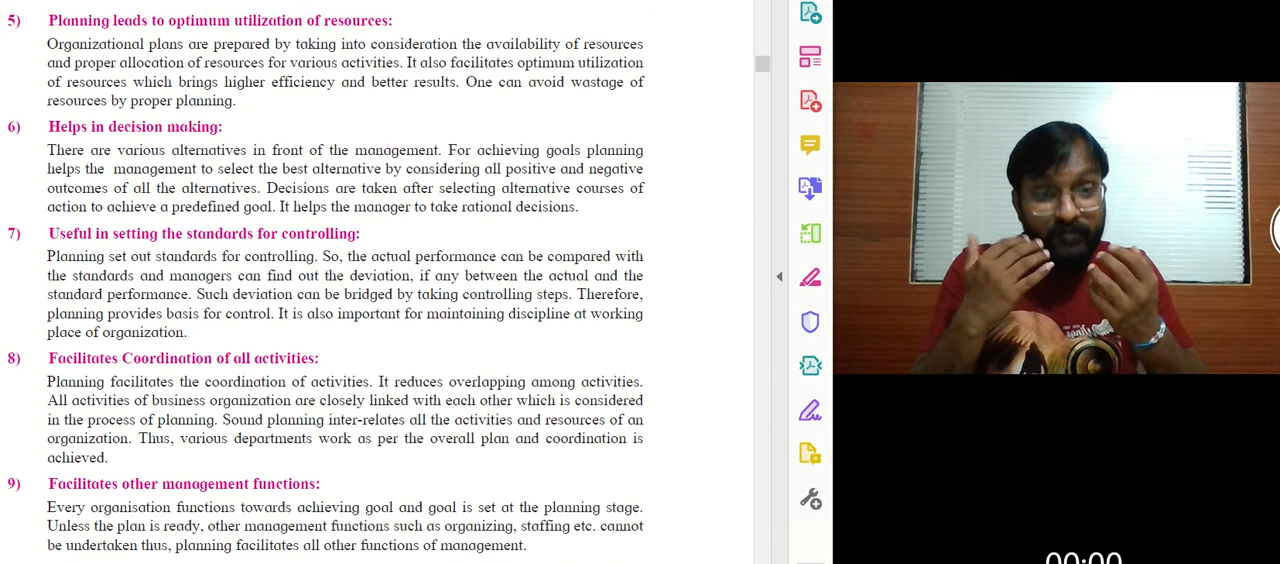 5) Planning leads to optimum utilization of resources:
Organizational plans are prepared by taking into consideration the availability of resources
and proper allocation of resources for various activities. It also facilitates optimum utilization
of resources which brings higher efficiency and better results. One can avoid wastage of
resources by proper planning.
6) Helps in decision making:
There are various alternatives in front of the management. For achieving goals planning
helps the management to select the best alternative by considering all positive and negative
outcomes of all the alternatives. Decisions are taken after selecting alternative courses of
action to achieve a predefined goal. It helps the manager to take rational decisions.
7) Useful in setting the standards for controlling:
Planning set out standards for controlling. So, the actual performance can be compared with
the standards and managers can find out the deviation, if any between the actual and the
standard performance. Such deviation can be bridged by taking controlling steps. Therefore,
planning provides basis for control. It is also important for maintaining discipline at working
place of organization.
8) Facilitates Coordination of all activities:
Planning facilitates the coordination of activities. It reduces overlapping among activities.
All activities of business organization are closely linked with each other which is considered
in the process of planning. Sound planning inter-relates all the activities and resources of an
organization. Thus, various departments work as per the overall plan and coordination is
achieved.
9) Facilitates other management functions:
Every organisation functions towards achieving goal and goal is set at the planning stage.
Unless the plan is ready, other management functions such as organizing, staffing etc. cannot
be undertaken thus, planning facilitates all other functions of management.
00:00